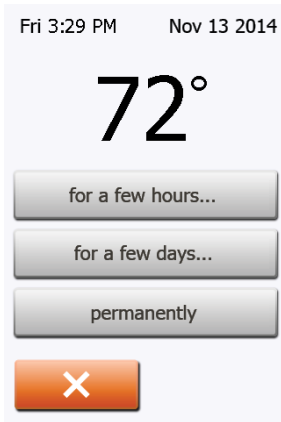 Fri 3:29 PM Nov 13 2014
72°
for a few hours...
for a few days...
permanently